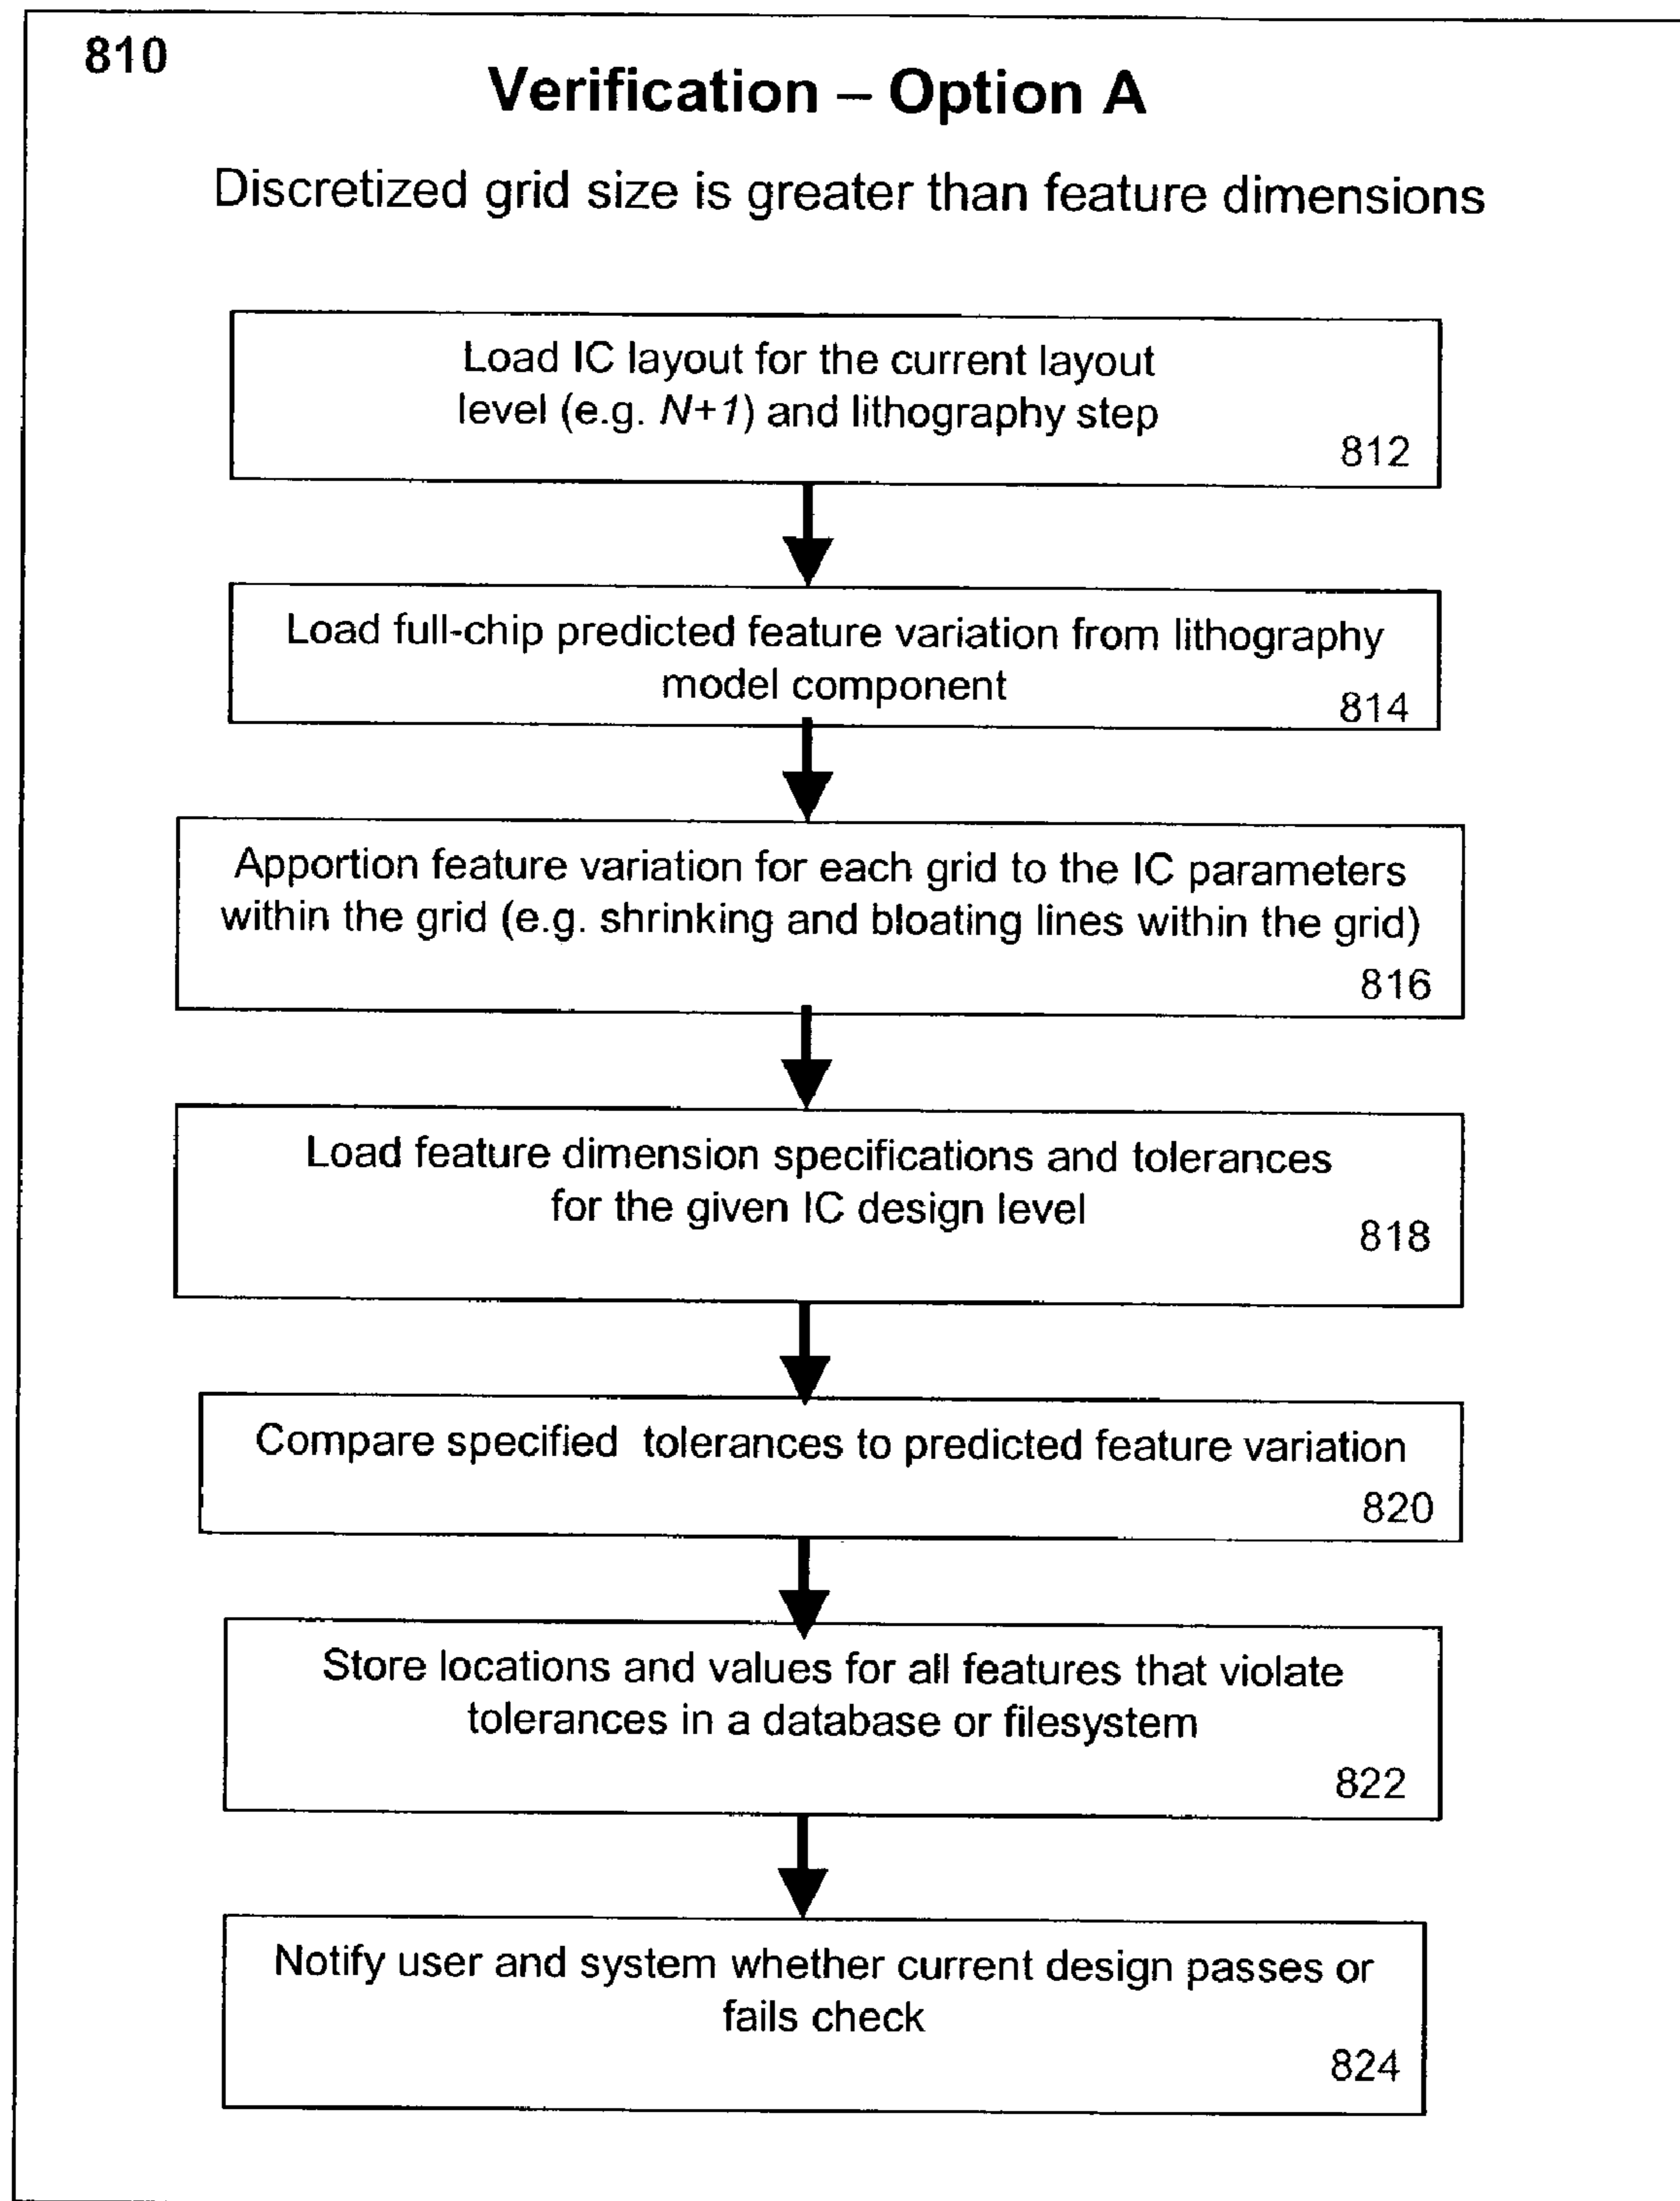 810
Verification – Option A
Discretized grid size is greater than feature dimensions
Load IC layout for the current layout
level (e.g. N+1) and lithography step
812
Load full-chip predicted feature variation from lithography
model component
814
Apportion feature variation for each grid to the IC parameters
within the grid (e.g. shrinking and bloating lines within the grid)
816
Load feature dimension specifications and tolerances
for the given IC design level
818
Compare specified tolerances to predicted feature variation
820
Store locations and values for all features that violate
tolerances in a database or filesystem
822
Notify user and system whether current design passes or
fails check
824